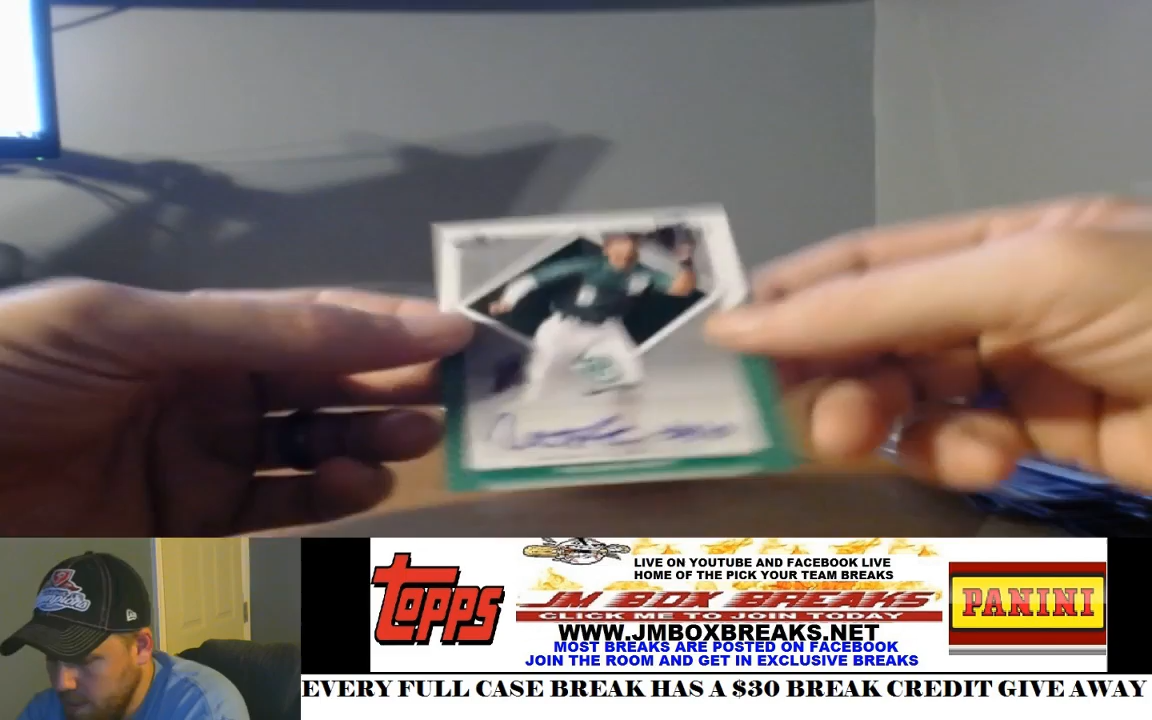 LIVE ON YOUTUBE AND FACEBOOK LIVE
HOME OF THE PICK YOUR TEAM BREAKS
topps
JM BOX BREAKS
PANINI
CLICK ME TO JOIN TODAY
WWW.JMBOXBREAKS.NET
MOST BREAKS ARE POSTED ON FACEBOOK
JOIN THE ROOM AND GET IN EXCLUSIVE BREAKS
EVERY FULL CASE BREAK HAS A $30 BREAK CREDIT GIVE AWAY